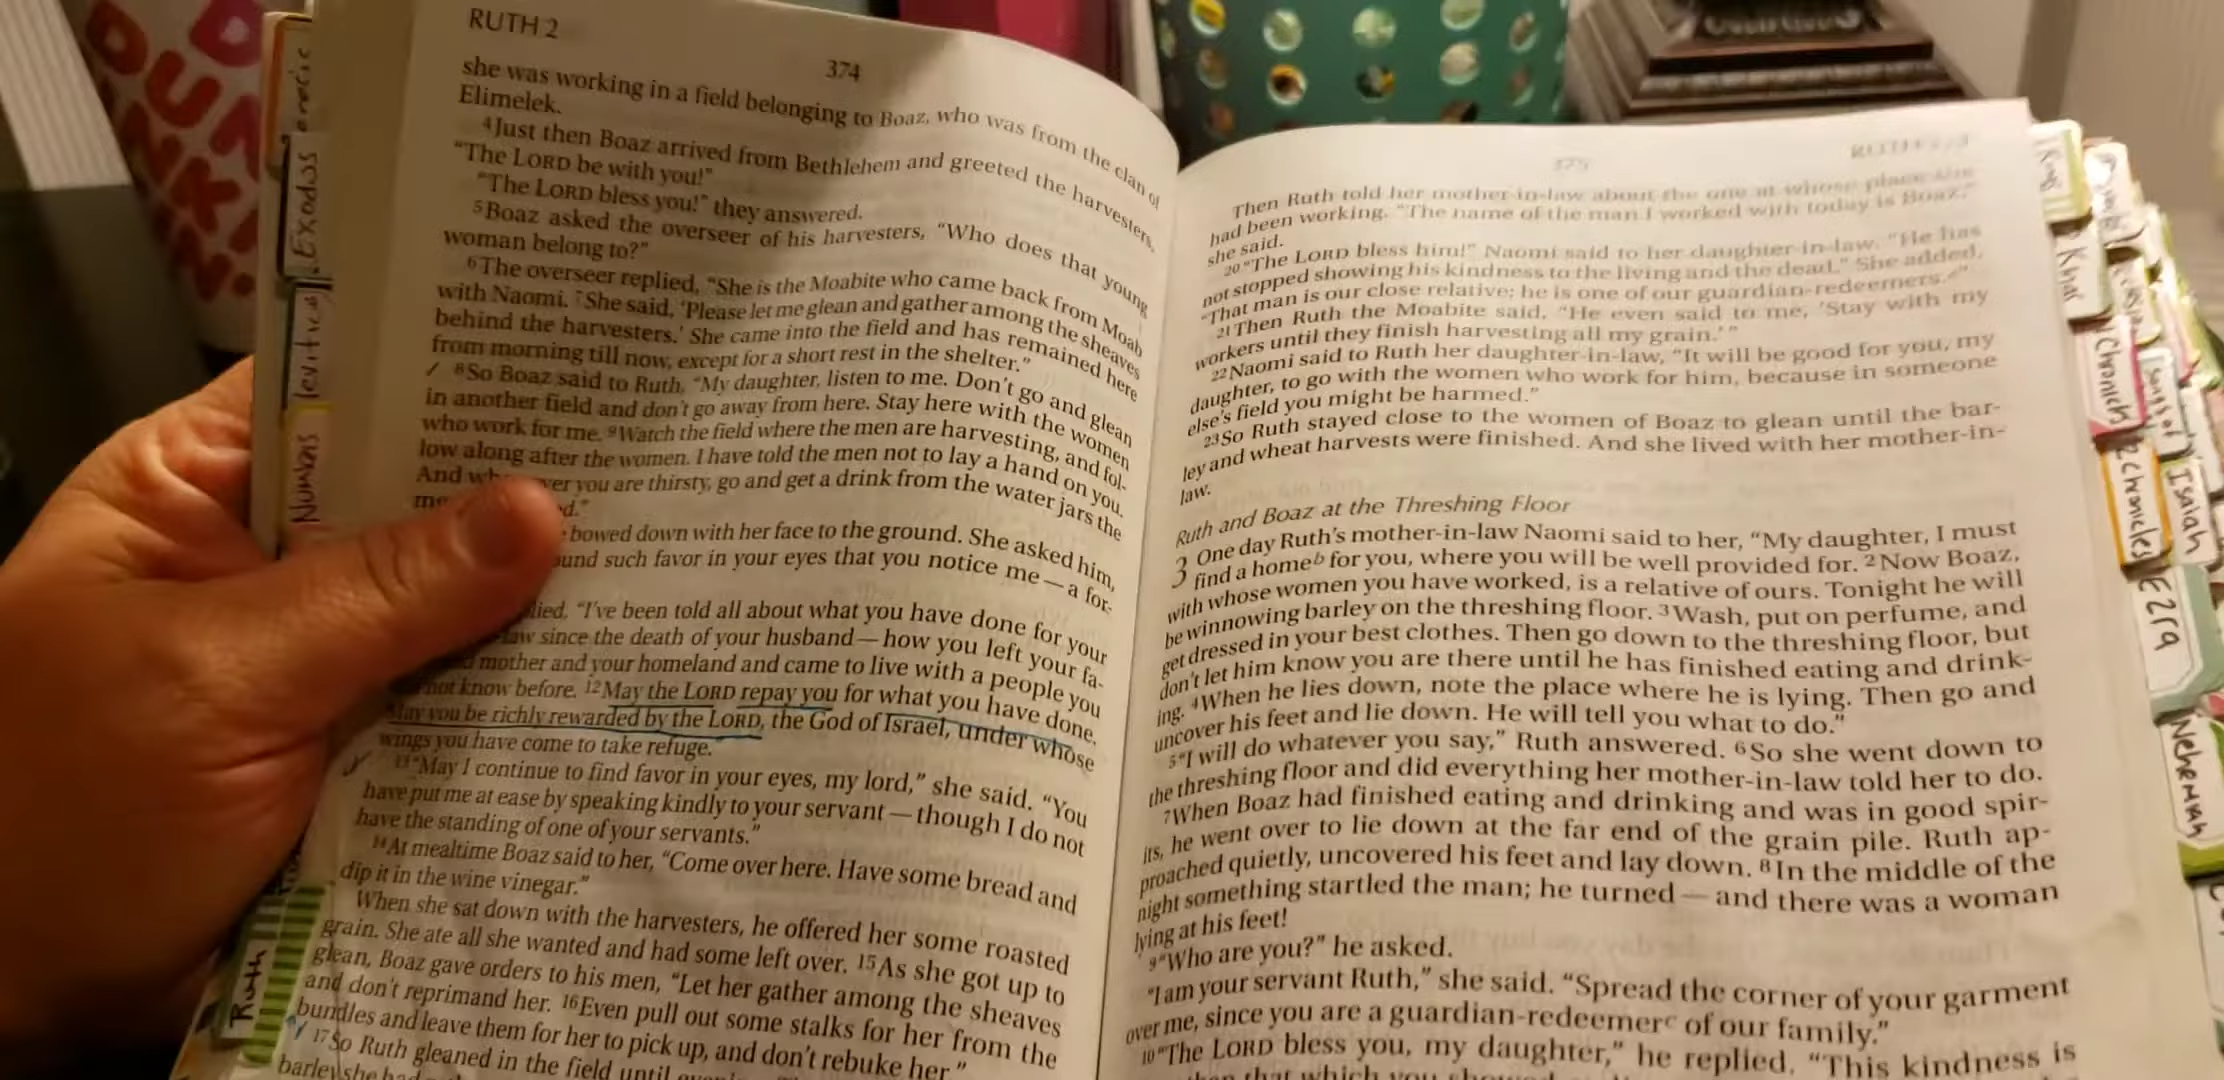 RUTH 2
374
she was working in a field belonging to Boaz, who was from the clan of
Elimelek.
4Just then Boaz arrived from Bethlehem and greeted the harvesters,
“The LORD be with you!”
“The LORD bless you!” they answered.
5Boaz asked the overseer of his harvesters, “Who does that young
woman belong to?”
6The overseer replied, “She is the Moabite who came back from Moab
with Naomi. 7She said, ‘Please let me glean and gather among the sheaves
behind the harvesters.’ She came into the field and has remained here
from morning till now, except for a short rest in the shelter.”
8So Boaz said to Ruth, “My daughter, listen to me. Don’t go and glean
in another field and don’t go away from here. Stay here with the women
who work for me. 9Watch the field where the men are harvesting, and fol-
low along after the women. I have told the men not to lay a hand on you.
And wh ver you are thirsty, go and get a drink from the water jars the
me d.”
bowed down with her face to the ground. She asked him,
ound such favor in your eyes that you notice me — a for-
lied, “I’ve been told all about what you have done for your
law since the death of your husband — how you left your fa-
mother and your homeland and came to live with a people you
not know before. 12May the LORD repay you for what you have done.
May you be richly rewarded by the LORD, the God of Israel, under whose
wings you have come to take refuge.”
13“May I continue to find favor in your eyes, my lord,” she said. “You
have put me at ease by speaking kindly to your servant — though I do not
have the standing of one of your servants.”
14At mealtime Boaz said to her, “Come over here. Have some bread and
dip it in the wine vinegar.”
When she sat down with the harvesters, he offered her some roasted
grain. She ate all she wanted and had some left over. 15As she got up to
glean, Boaz gave orders to his men, “Let her gather among the sheaves
and don’t reprimand her. 16Even pull out some stalks for her from the
bundles and leave them for her to pick up, and don’t rebuke her.”
17So Ruth gleaned in the field until
barley she had
375
Then Ruth told her mother-in-law about the one at whose place she
had been working. “The name of the man I worked with today is Boaz,”
she said.
20“The LORD bless him!” Naomi said to her daughter-in-law. “He has
not stopped showing his kindness to the living and the dead.” She added,
“That man is our close relative; he is one of our guardian-redeemers.a”
21Then Ruth the Moabite said, “He even said to me, ‘Stay with my
workers until they finish harvesting all my grain.’”
22Naomi said to Ruth her daughter-in-law, “It will be good for you, my
daughter, to go with the women who work for him, because in someone
else’s field you might be harmed.”
23So Ruth stayed close to the women of Boaz to glean until the bar-
ley and wheat harvests were finished. And she lived with her mother-in-
law.
Ruth and Boaz at the Threshing Floor
3 One day Ruth’s mother-in-law Naomi said to her, “My daughter, I must
find a homeb for you, where you will be well provided for. 2Now Boaz,
with whose women you have worked, is a relative of ours. Tonight he will
be winnowing barley on the threshing floor. 3Wash, put on perfume, and
get dressed in your best clothes. Then go down to the threshing floor, but
don’t let him know you are there until he has finished eating and drink-
ing. 4When he lies down, note the place where he is lying. Then go and
uncover his feet and lie down. He will tell you what to do.”
5“I will do whatever you say,” Ruth answered. 6So she went down to
the threshing floor and did everything her mother-in-law told her to do.
7When Boaz had finished eating and drinking and was in good spir-
its, he went over to lie down at the far end of the grain pile. Ruth ap-
proached quietly, uncovered his feet and lay down. 8In the middle of the
night something startled the man; he turned — and there was a woman
lying at his feet!
9“Who are you?” he asked.
“I am your servant Ruth,” she said. “Spread the corner of your garment
over me, since you are a guardian-redeemerc of our family.”
10“The LORD bless you, my daughter,” he replied. “This kindness is
than that which you showed
Exodus
Numbers
Ruth
1 Kings
1 Chronicles
2 Chronicles
Ezra
Nehemiah
Song of
Isaiah